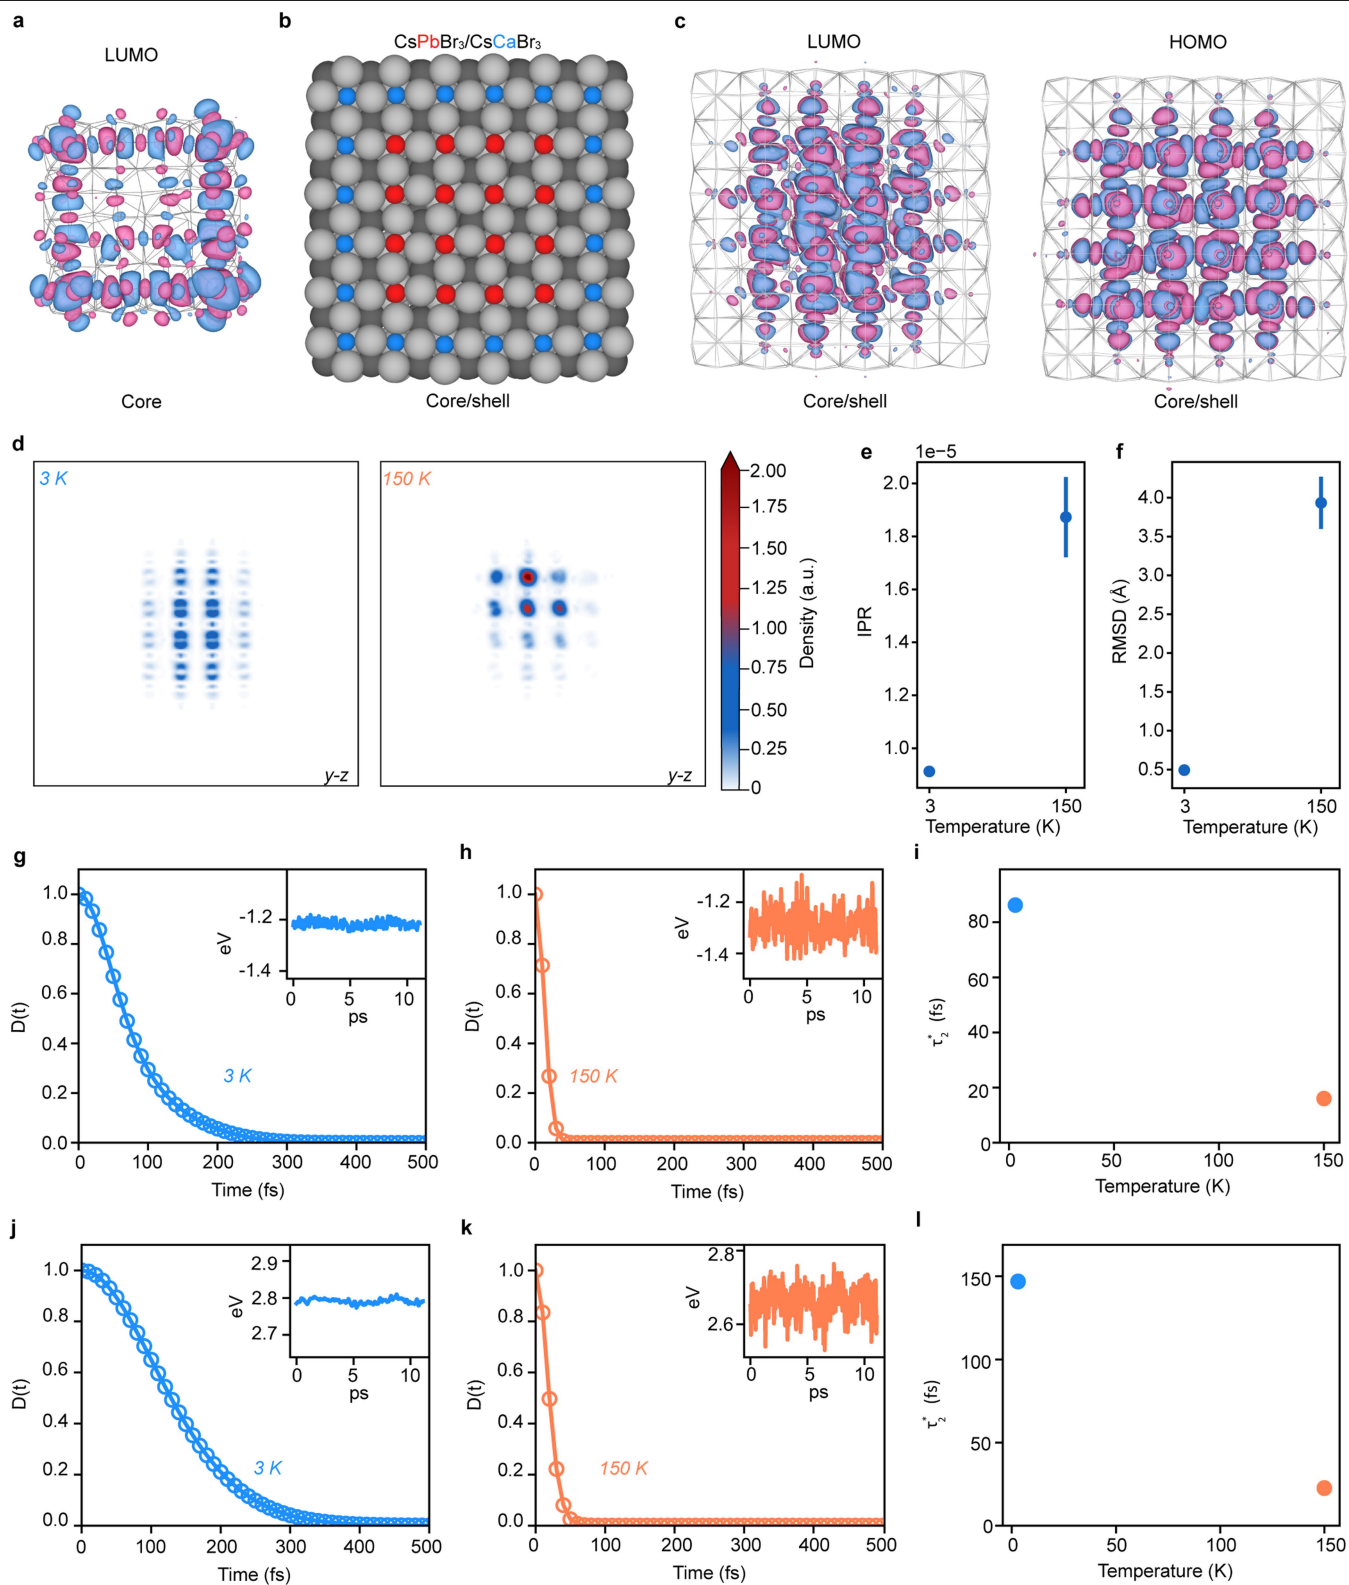 a
LUMO
Core
b
CsPbBr₃/CsCaBr₃
Core/shell
c
LUMO
HOMO
Core/shell
Core/shell
d
3 K
y-z
150 K
y-z
2.00
1.75
1.50
1.25
1.00
0.75
0.50
0.25
0
Density (a.u.)
e
1e−5
2.0
1.8
1.6
1.4
1.2
1.0
IPR
3
150
Temperature (K)
f
4.0
3.5
3.0
2.5
2.0
1.5
1.0
0.5
RMSD (Å)
3
150
Temperature (K)
g
1.0
0.8
0.6
0.4
0.2
0.0
D(t)
0 100 200 300 400 500
Time (fs)
3 K
-1.2
-1.4
eV
0 5 10
ps
h
1.0
0.8
0.6
0.4
0.2
0.0
D(t)
0 100 200 300 400 500
Time (fs)
150 K
-1.2
-1.4
eV
0 5 10
ps
i
80
60
40
20
0
τ₂* (fs)
0 50 100 150
Temperature (K)
j
1.0
0.8
0.6
0.4
0.2
0.0
D(t)
0 100 200 300 400 500
Time (fs)
3 K
2.9
2.8
2.7
eV
0 5 10
ps
k
1.0
0.8
0.6
0.4
0.2
0.0
D(t)
0 100 200 300 400 500
Time (fs)
150 K
2.8
2.6
eV
0 5 10
ps
l
150
100
50
0
τ₂* (fs)
0 50 100 150
Temperature (K)